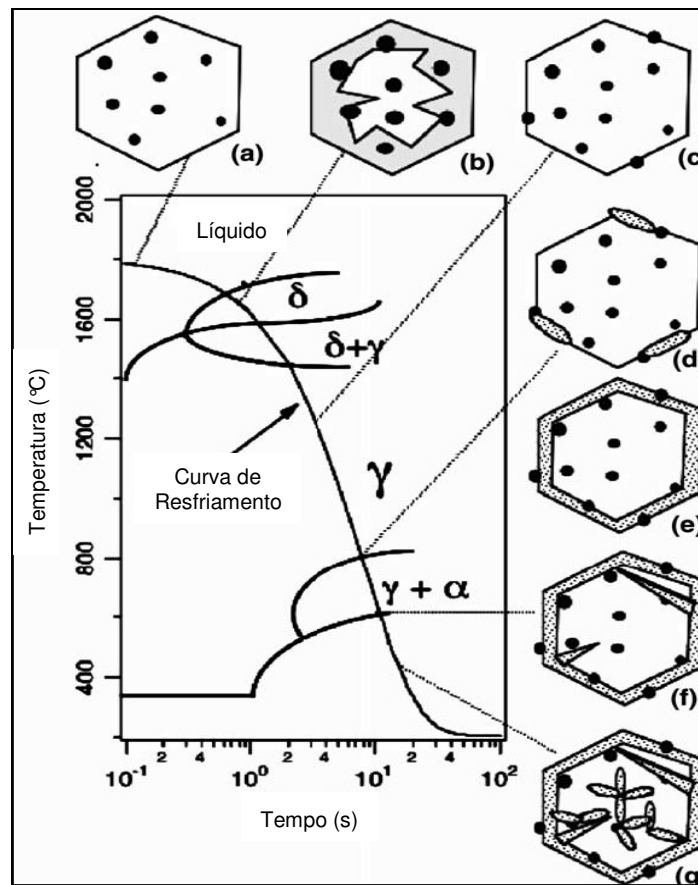 (a)
(b)
(c)
2000
Líquido
δ
1600
δ+γ
(d)
Temperatura (°C)
1200
Curva de
Resfriamento
γ
(e)
800
γ + α
400
(f)
10⁻¹ 2 4 10⁰ 2 4 10¹ 2 4 10²
Tempo (s)
(g)